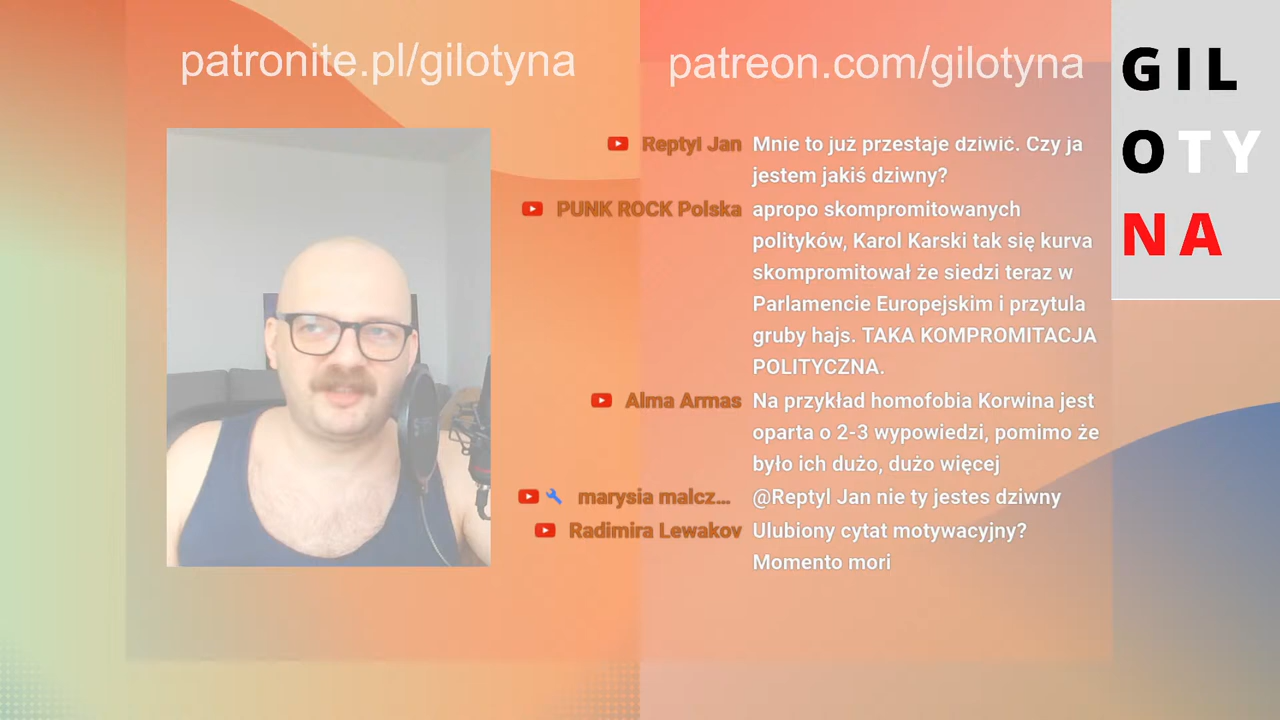 patronite.pl/gilotyna
patreon.com/gilotyna
GIL
OTY
NA
Reptyl Jan Mnie to już przestaje dziwić. Czy ja
jestem jakiś dziwny?
PUNK ROCK Polska apropo skompromitowanych
polityków, Karol Karski tak się kurva
skompromitował że siedzi teraz w
Parlamencie Europejskim i przytula
gruby hajs. TAKA KOMPROMITACJA
POLITYCZNA.
Alma Armas Na przykład homofobia Korwina jest
oparta o 2-3 wypowiedzi, pomimo że
było ich dużo, dużo więcej
marysia malcz... @Reptyl Jan nie ty jestes dziwny
Radimira Lewakov Ulubiony cytat motywacyjny?
Momento mori